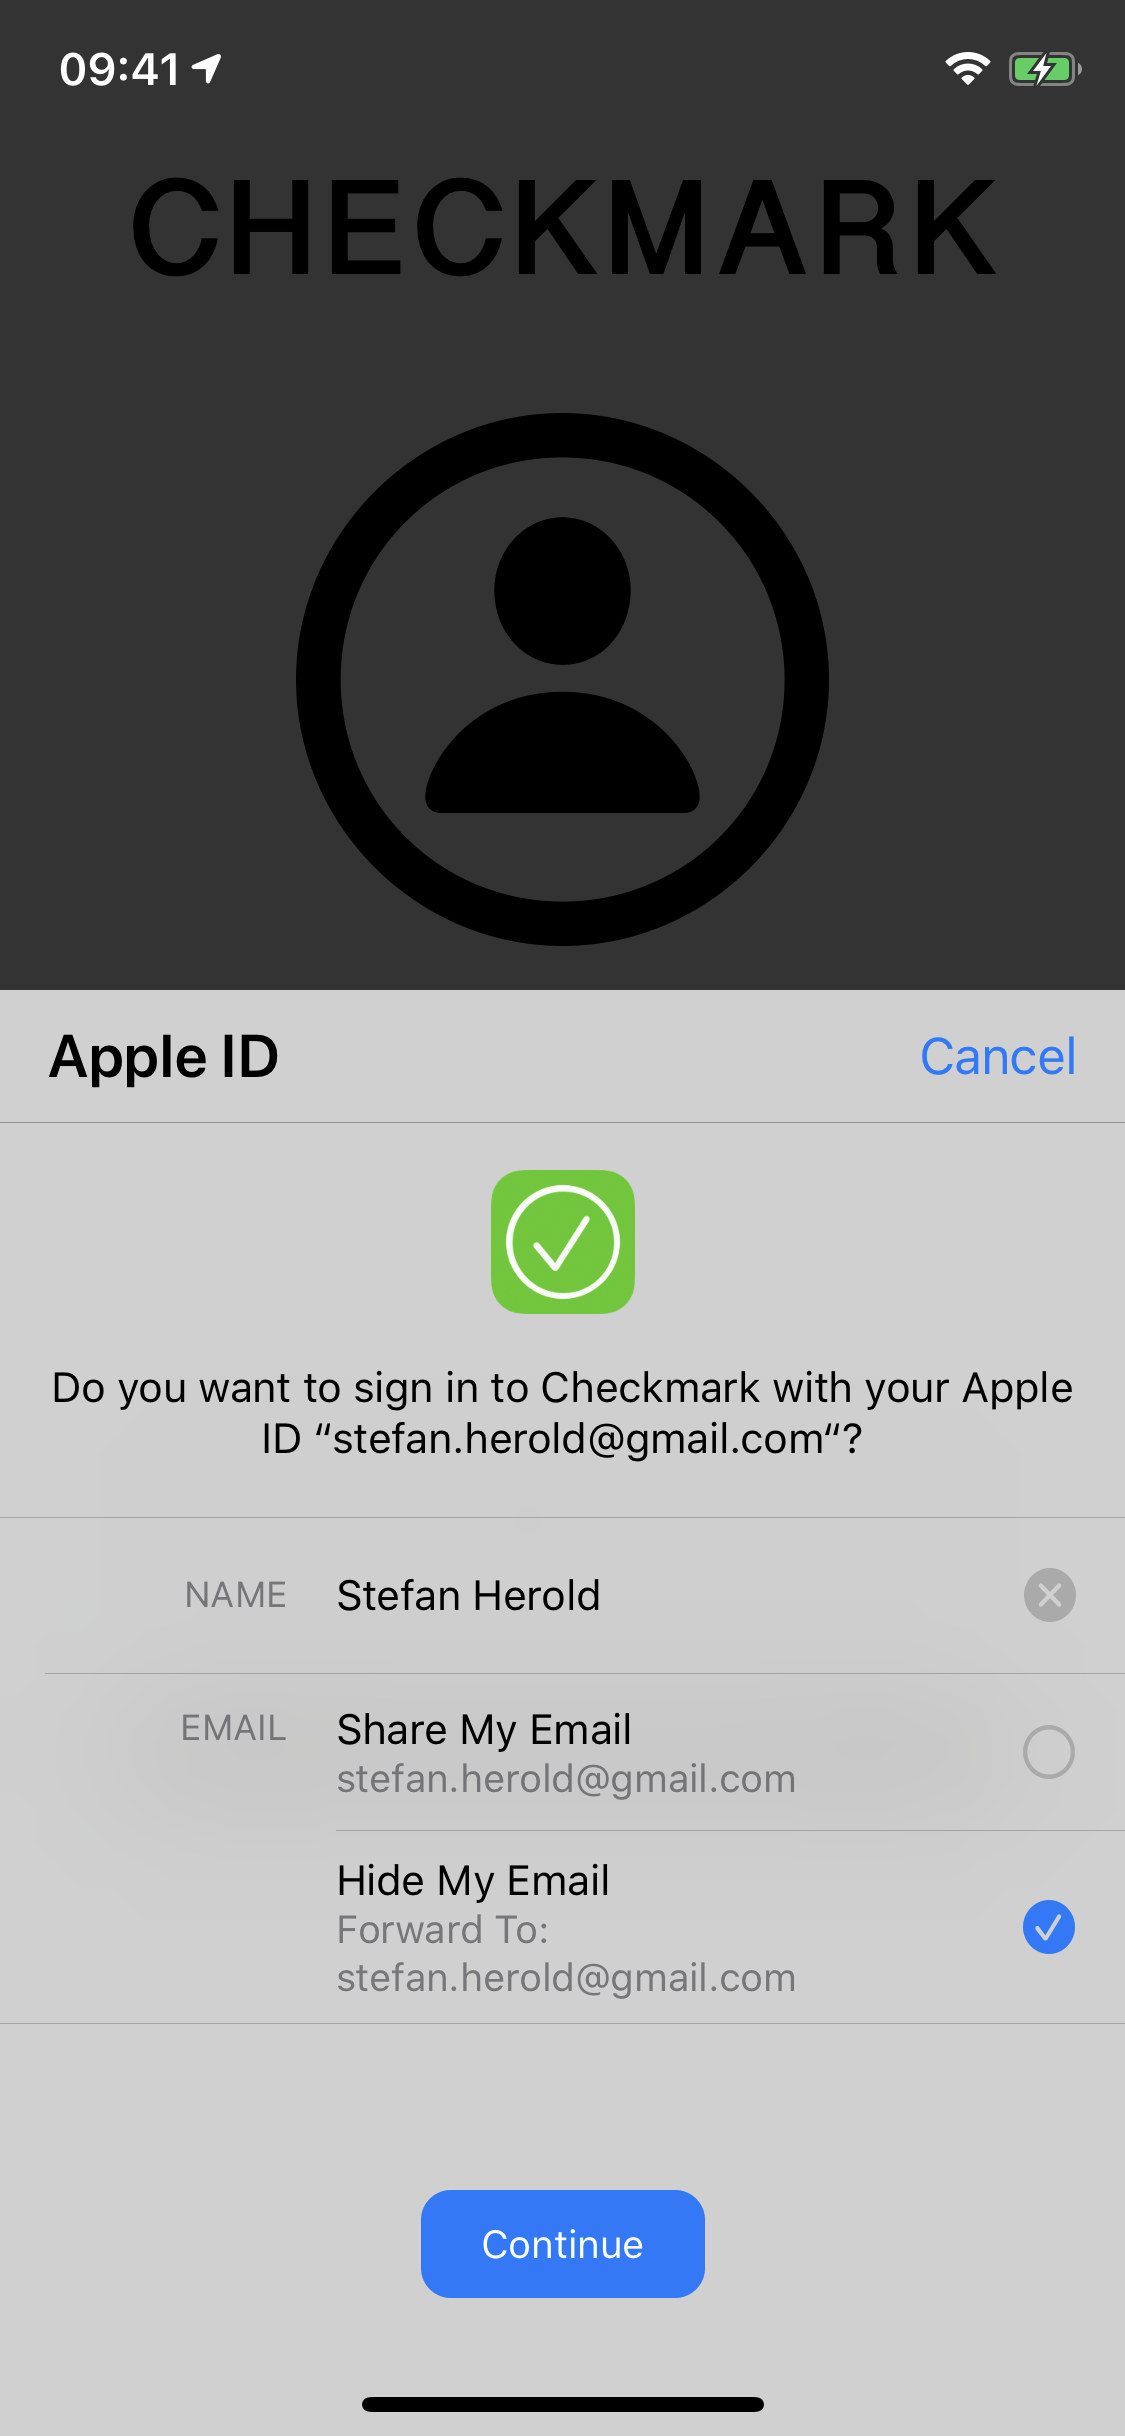 09:41
CHECKMARK
Apple ID
Cancel
Do you want to sign in to Checkmark with your Apple
ID “stefan.herold@gmail.com“?
NAME
Stefan Herold
EMAIL
Share My Email
stefan.herold@gmail.com
Hide My Email
Forward To:
stefan.herold@gmail.com
Continue